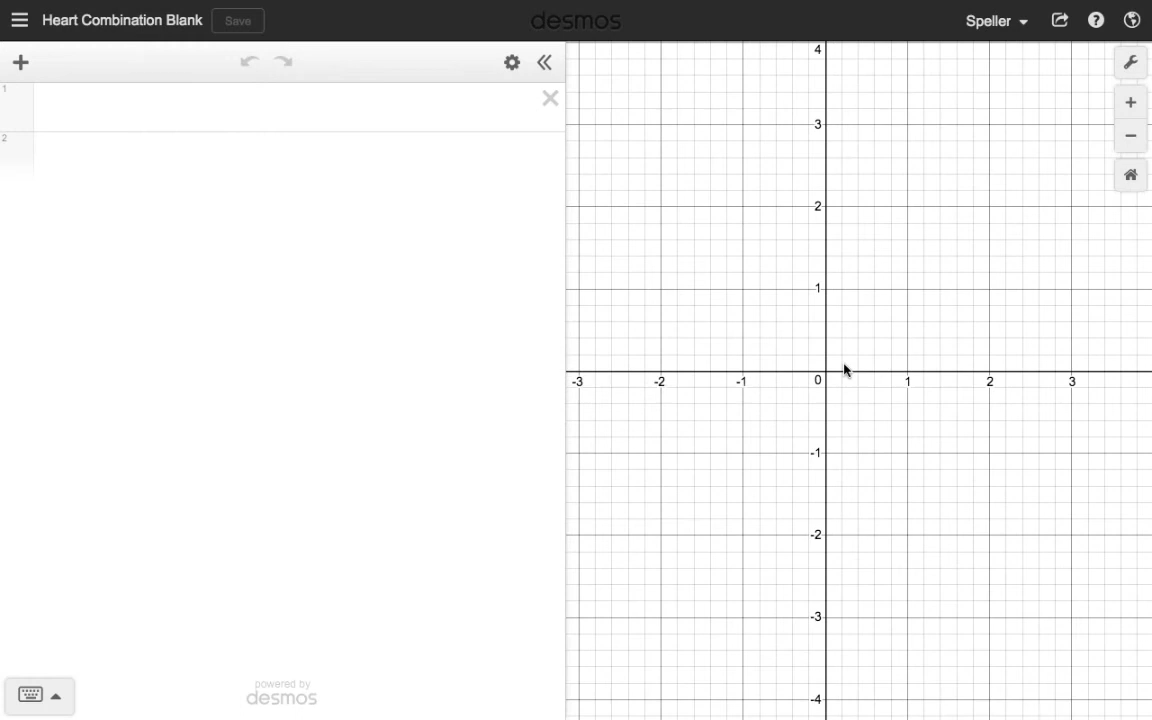 Heart Combination Blank Save desmos Speller
1
2
4
3
2
1
-3 -2 -1 0 1 2 3
-1
-2
-3
-4
powered by
desmos